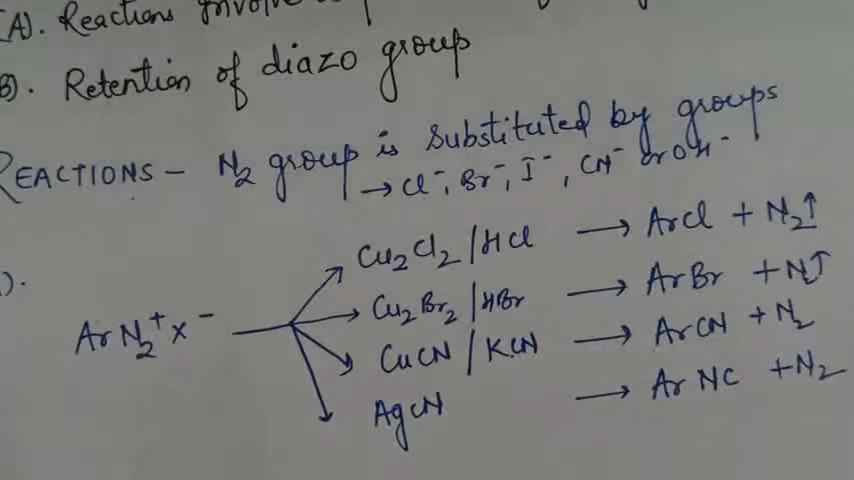 (A). Reactions Involve
B). Retention of diazo group
REACTIONS - N₂ group is substituted by groups
→ Cl⁻, Br⁻, I⁻, CN⁻ or OH⁻
).
ArN₂⁺X⁻
Cu₂Cl₂/HCl → ArCl + N₂↑
Cu₂Br₂/HBr → ArBr + N₂↑
CuCN/KCN → ArCN + N₂
AgCN → ArNC + N₂